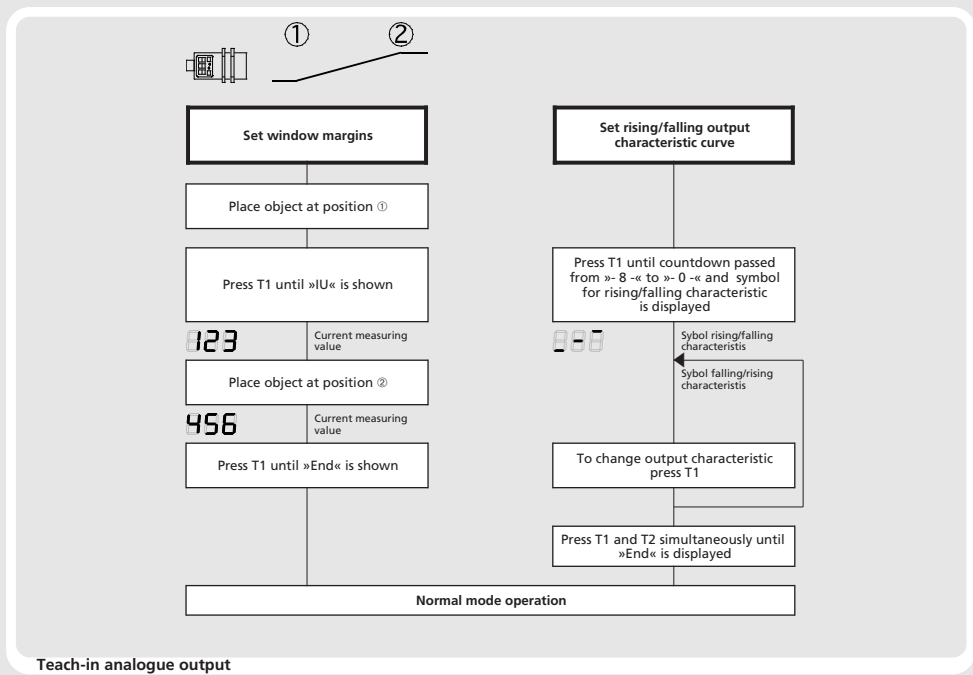 ① ②
Set window margins
Place object at position ①
Press T1 until »IU« is shown
123
Current measuring
value
Place object at position ②
456
Current measuring
value
Press T1 until »End« is shown
Set rising/falling output
characteristic curve
Press T1 until countdown passed
from »- 8 -« to »- 0 -« and symbol
for rising/falling characteristic
is displayed
Sybol rising/falling
characteristis
Sybol falling/rising
characteristis
To change output characteristic
press T1
Press T1 and T2 simultaneously until
»End« is displayed
Normal mode operation
Teach-in analogue output